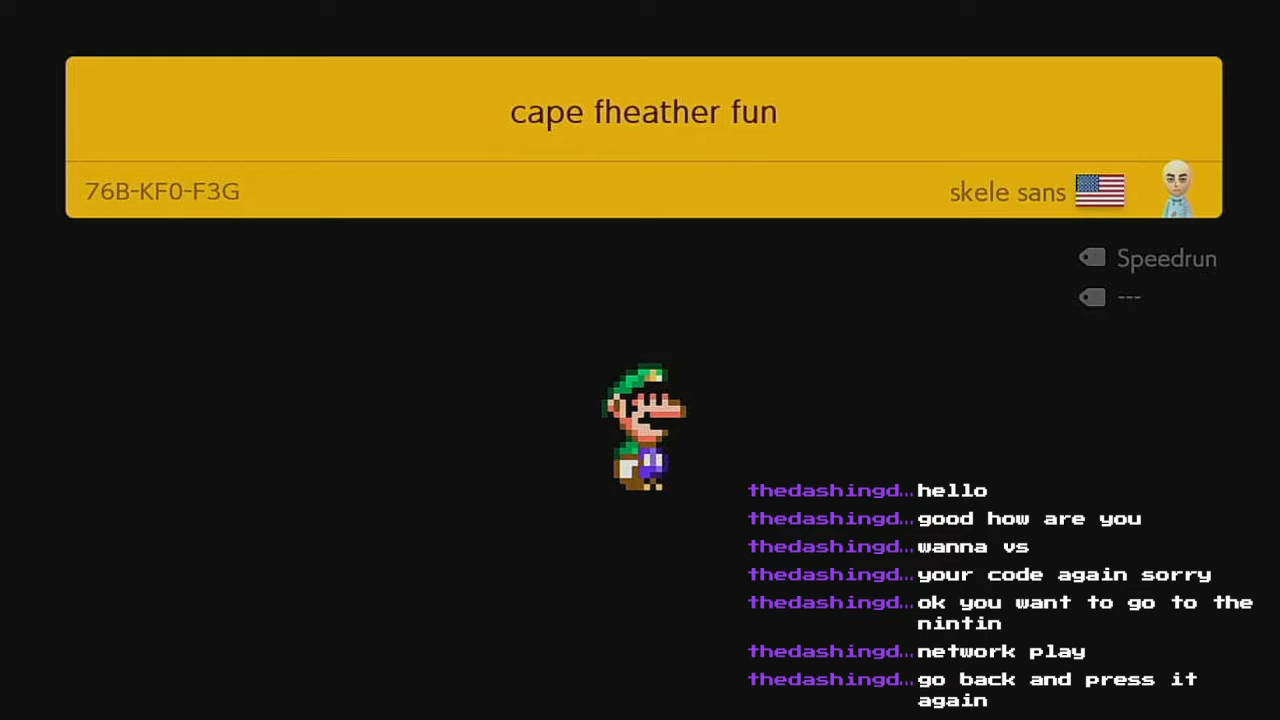 cape fheather fun
76B-KF0-F3G
skele sans
Speedrun
---
thedashingd...hello
thedashingd...good how are you
thedashingd...wanna vs
thedashingd...your code again sorry
thedashingd...ok you want to go to the
nintin
thedashingd...network play
thedashingd...go back and press it
again